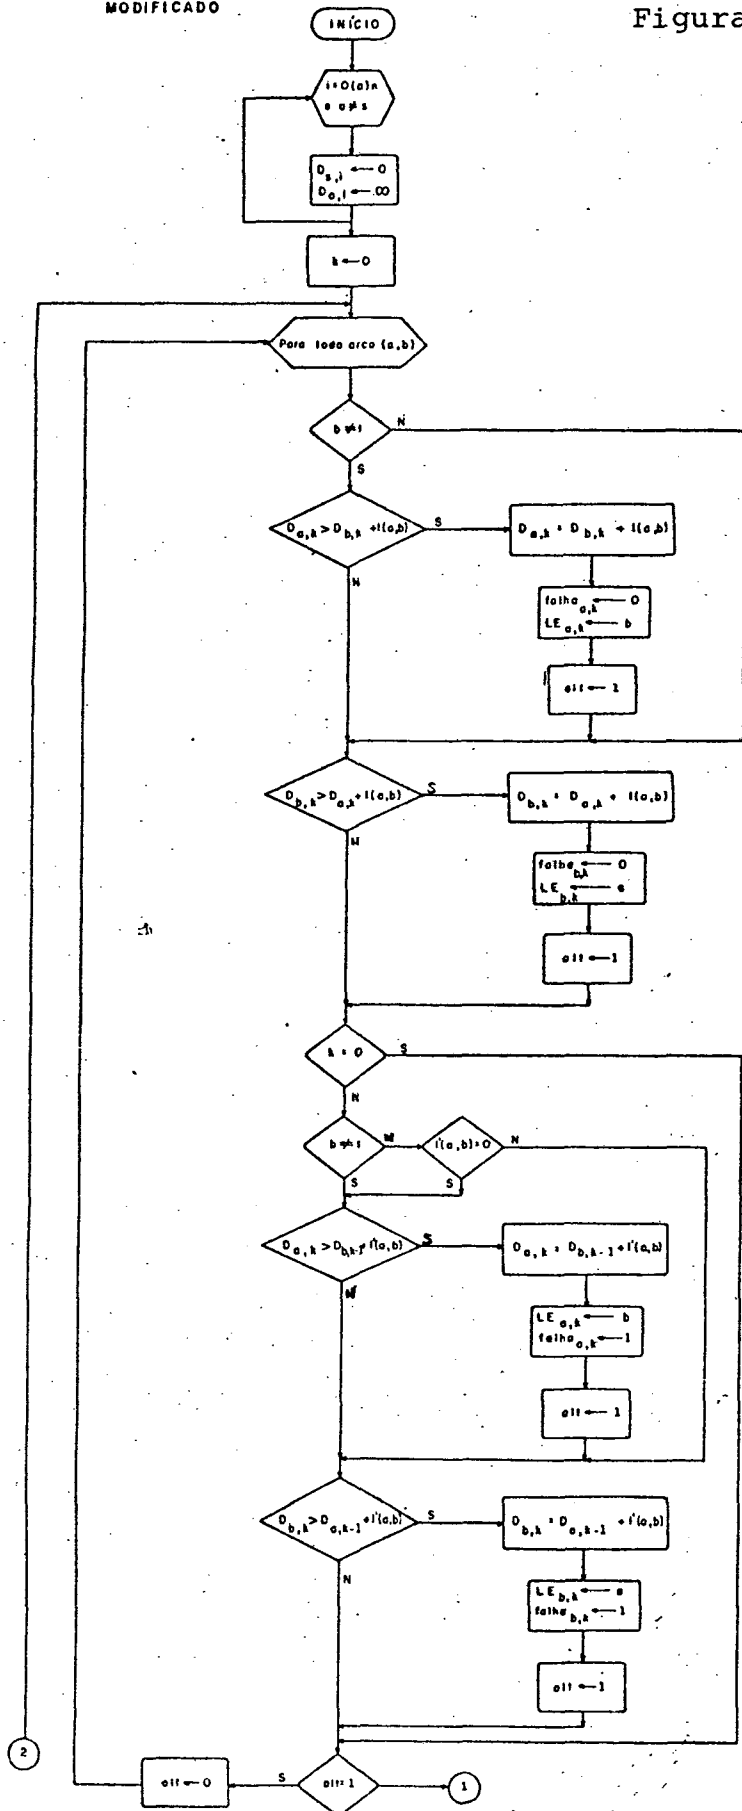 MODIFICADO
Figura
INÍCIO
i=0(a)n
e a≠s
D s,i ← 0
D a,i ← ∞
k ← 0
Para todo arco (a,b)
b≠t
N
S
D a,k > D b,k + l(a,b)
S
D a,k = D b,k + l(a,b)
N
falha a,k ← 0
LE a,k ← b
alt ← 1
D b,k > D a,k + l(a,b)
S
D b,k = D a,k + l(a,b)
N
falha b,k ← 0
LE b,k ← a
alt ← 1
k = 0
S
N
b≠t
N
l'(a,b)=0
N
S
S
D a,k > D b,k-1 + l'(a,b)
S
D a,k = D b,k-1 + l'(a,b)
N
LE a,k ← b
falha a,k ← 1
alt ← 1
D b,k > D a,k-1 + l'(a,b)
S
D b,k = D a,k-1 + l'(a,b)
N
LE b,k ← a
falha b,k ← 1
alt ← 1
2
alt ← 0
S
alt=1
1